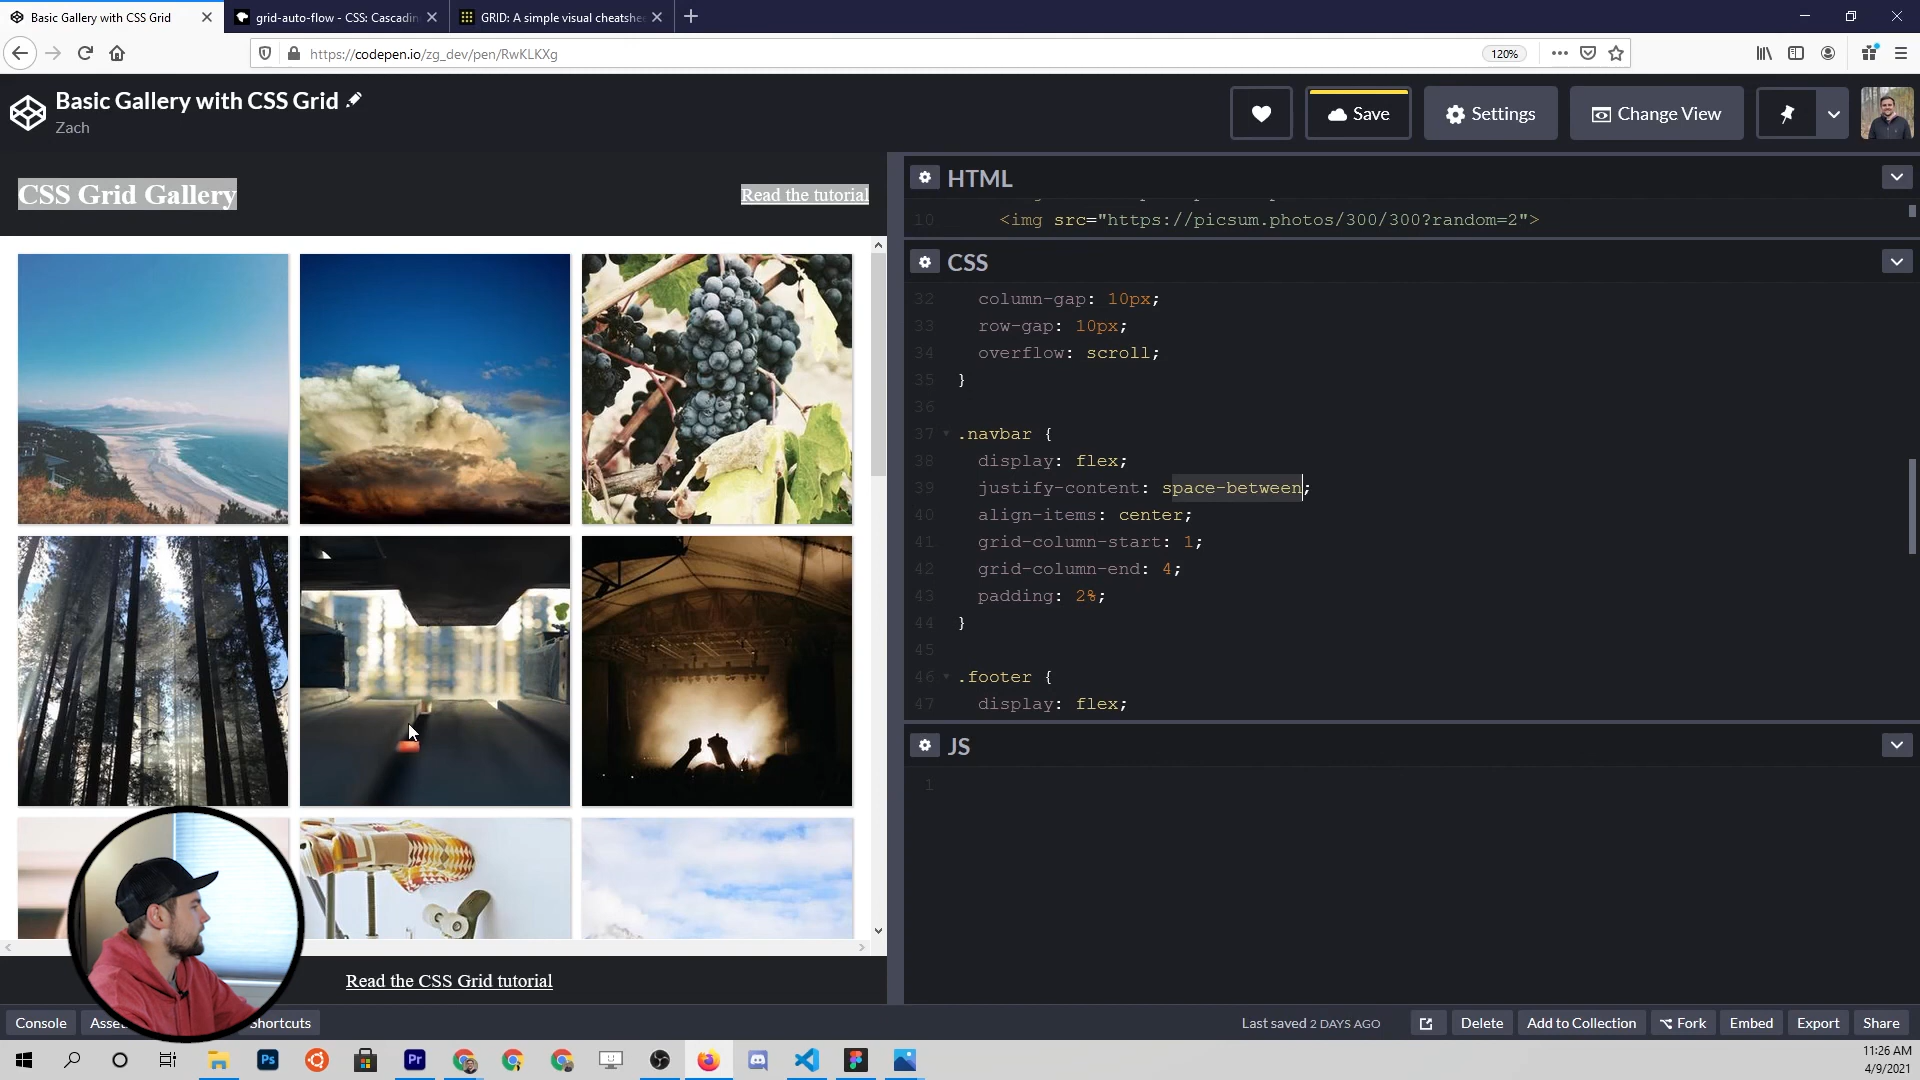 Basic Gallery with CSS Grid
grid-auto-flow - CSS: Cascadin
GRID: A simple visual cheatshe
https://codepen.io/zg_dev/pen/RwKLKXg
120%
Basic Gallery with CSS Grid
Zach
Save
Settings
Change View
CSS Grid Gallery
Read the tutorial
Read the CSS Grid tutorial
HTML
10 <img src="https://picsum.photos/300/300?random=2">
CSS
32 column-gap: 10px;
33 row-gap: 10px;
34 overflow: scroll;
35 }
36
37 .navbar {
38 display: flex;
39 justify-content: space-between;
40 align-items: center;
41 grid-column-start: 1;
42 grid-column-end: 4;
43 padding: 2%;
44 }
45
46 .footer {
47 display: flex;
JS
1
Console
Asset
Shortcuts
Last saved 2 DAYS AGO
Delete
Add to Collection
Fork
Embed
Export
Share
Ps
Pr
11:26 AM
4/9/2021